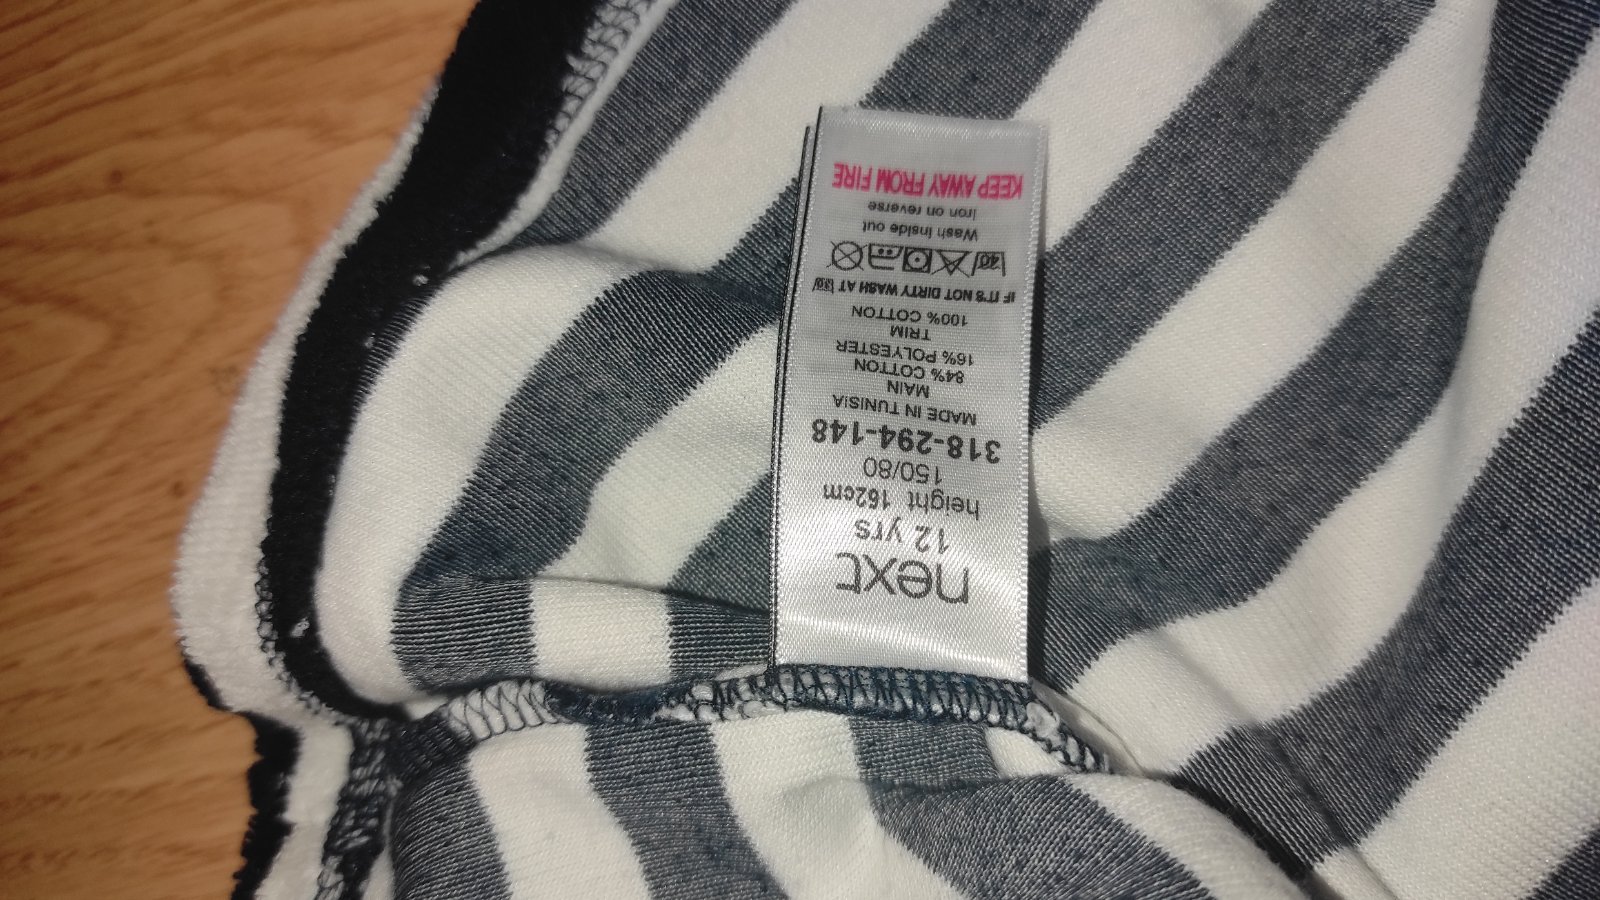 next
12 yrs
height 152cm
150/80
318-294-148
MADE IN TUNISIA
MAIN
84% COTTON
16% POLYESTER
TRIM
100% COTTON
IF IT'S NOT DIRTY WASH AT 30
40
Wash inside out
Iron on reverse
KEEP AWAY FROM FIRE